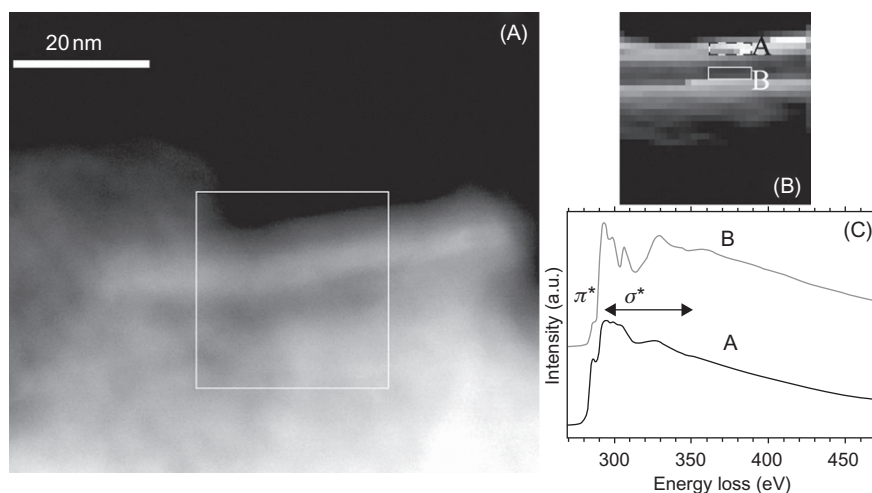 20 nm
(A)
A
B
(B)
(C)
B
π* σ*
A
Intensity (a.u.)
300 350 400 450
Energy loss (eV)